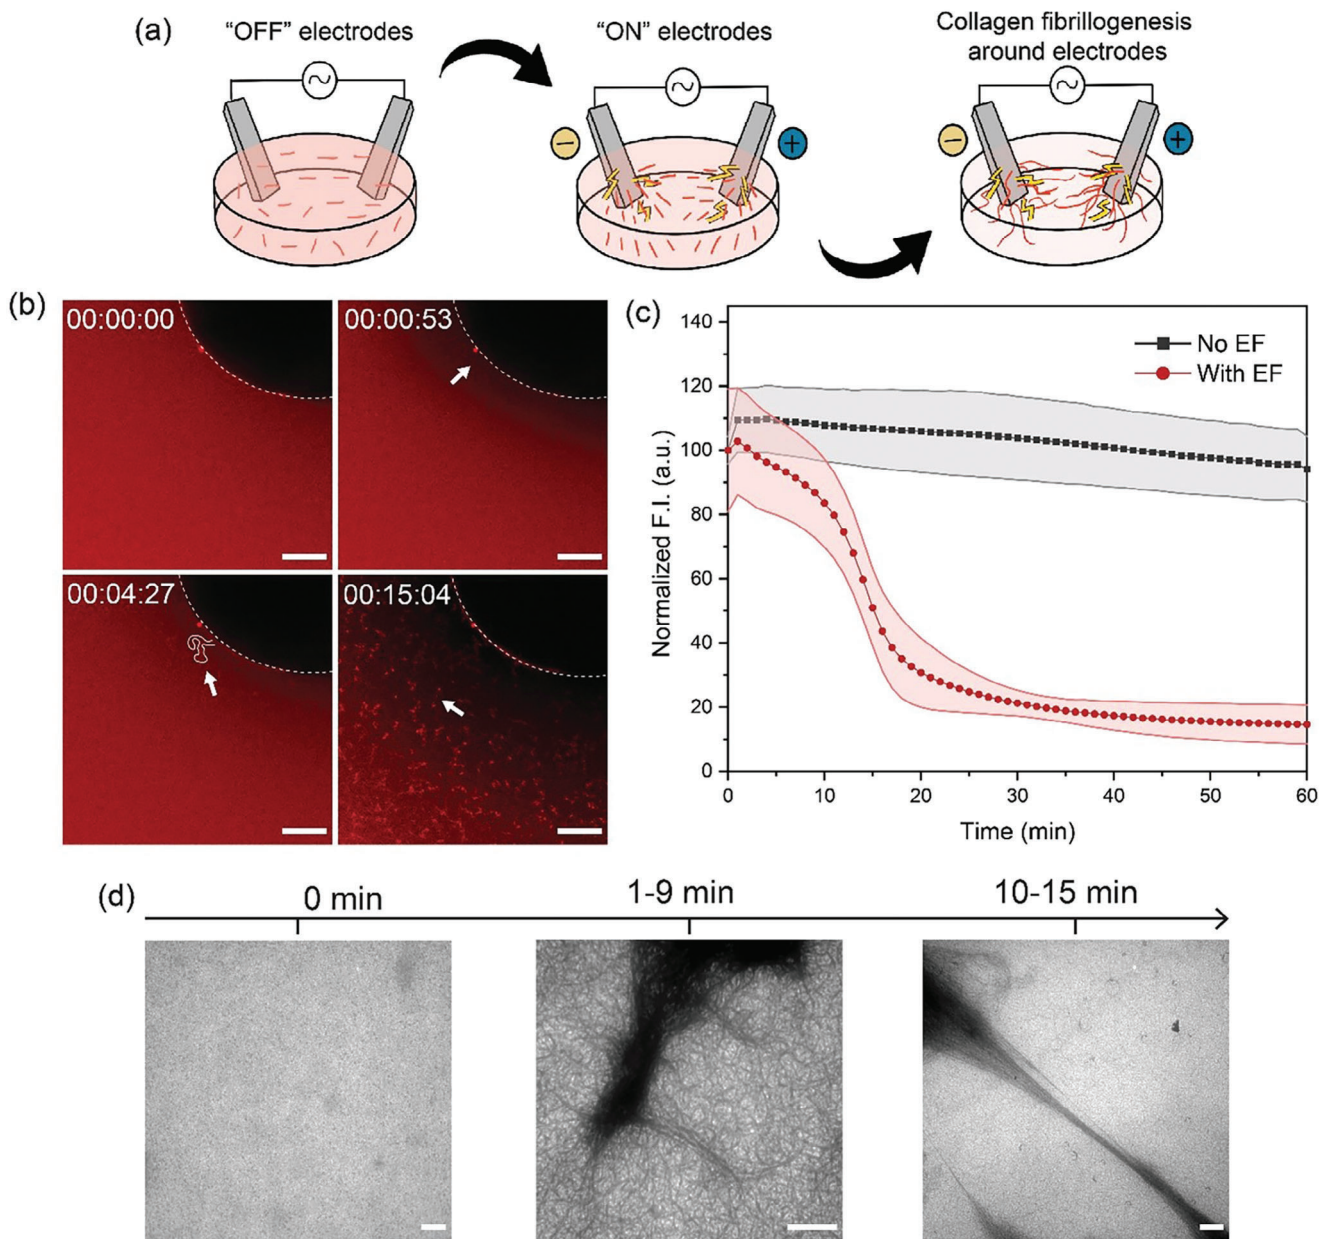 (a)
"OFF" electrodes
"ON" electrodes
Collagen fibrillogenesis
around electrodes
−
+
−
+
(b)
00:00:00
00:00:53
00:04:27
00:15:04
(c)
140
120
100
80
60
40
20
0
Normalized F.I. (a.u.)
No EF
With EF
0
10
20
30
40
50
60
Time (min)
(d)
0 min
1-9 min
10-15 min